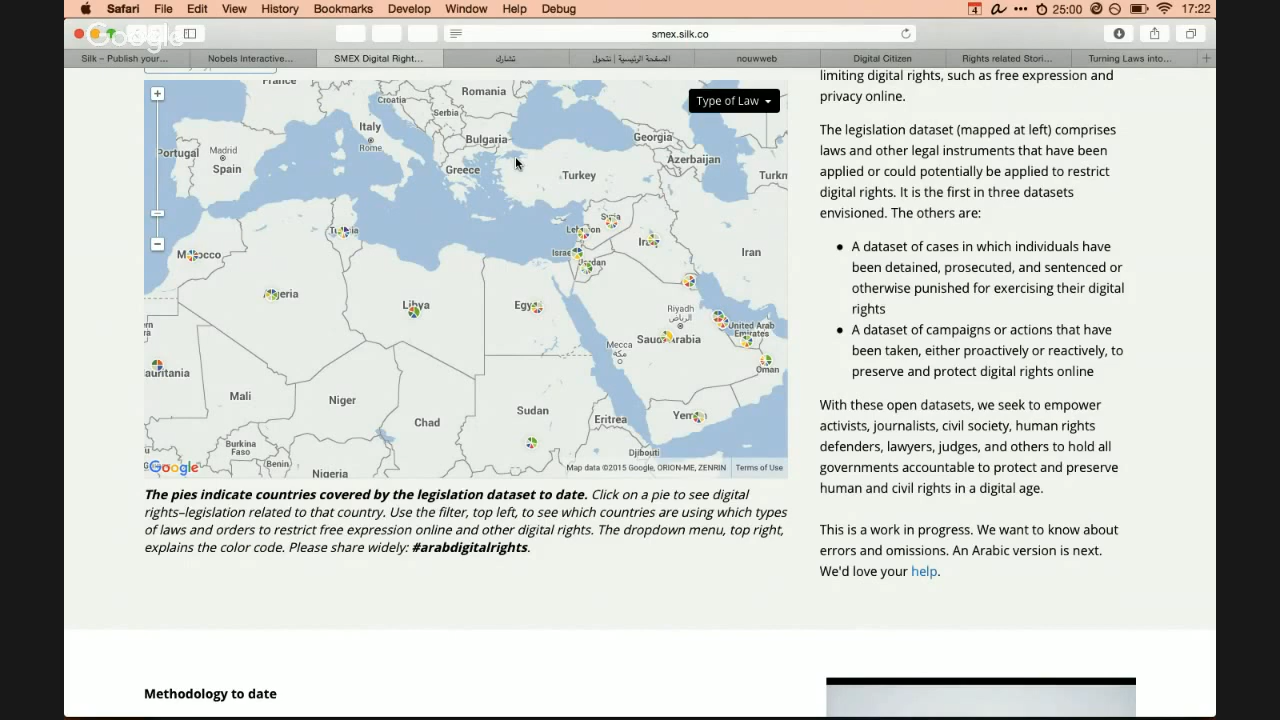 Safari File Edit View History Bookmarks Develop Window Help Debug
4 25:00 17:22
Google
smex.silk.co
Silk – Publish your... Nobels Interactive... SMEX Digital Right... تشارك الصفحة الرئيسية | نتحول nouwweb Digital Citizen Rights related Stori... Turning Laws into...
France
Croatia
Romania
Serbia
Italy
Rome
Bulgaria
Georgia
Portugal
Madrid
Spain
Greece
Azerbaijan
Turkey
Turkn
Type of Law
Tunisia
Syria
Lebanon
Iraq
Morocco
Israel
Jordan
Iran
Algeria
Libya
Egypt
Riyadh
الرياض
Saudi Arabia
United Arab
Emirates
Mecca
مكة
auritania
Oman
Mali
Niger
Chad
Sudan
Eritrea
Yemen
Burkina
Faso
Benin
Nigeria
Djibouti
Google
Map data ©2015 Google, ORION-ME, ZENRIN Terms of Use
The pies indicate countries covered by the legislation dataset to date. Click on a pie to see digital
rights–legislation related to that country. Use the filter, top left, to see which countries are using which types
of laws and orders to restrict free expression online and other digital rights. The dropdown menu, top right,
explains the color code. Please share widely: #arabdigitalrights.
limiting digital rights, such as free expression and
privacy online.
The legislation dataset (mapped at left) comprises
laws and other legal instruments that have been
applied or could potentially be applied to restrict
digital rights. It is the first in three datasets
envisioned. The others are:
● A dataset of cases in which individuals have
been detained, prosecuted, and sentenced or
otherwise punished for exercising their digital
rights
● A dataset of campaigns or actions that have
been taken, either proactively or reactively, to
preserve and protect digital rights online
With these open datasets, we seek to empower
activists, journalists, civil society, human rights
defenders, lawyers, judges, and others to hold all
governments accountable to protect and preserve
human and civil rights in a digital age.
This is a work in progress. We want to know about
errors and omissions. An Arabic version is next.
We'd love your help.
Methodology to date